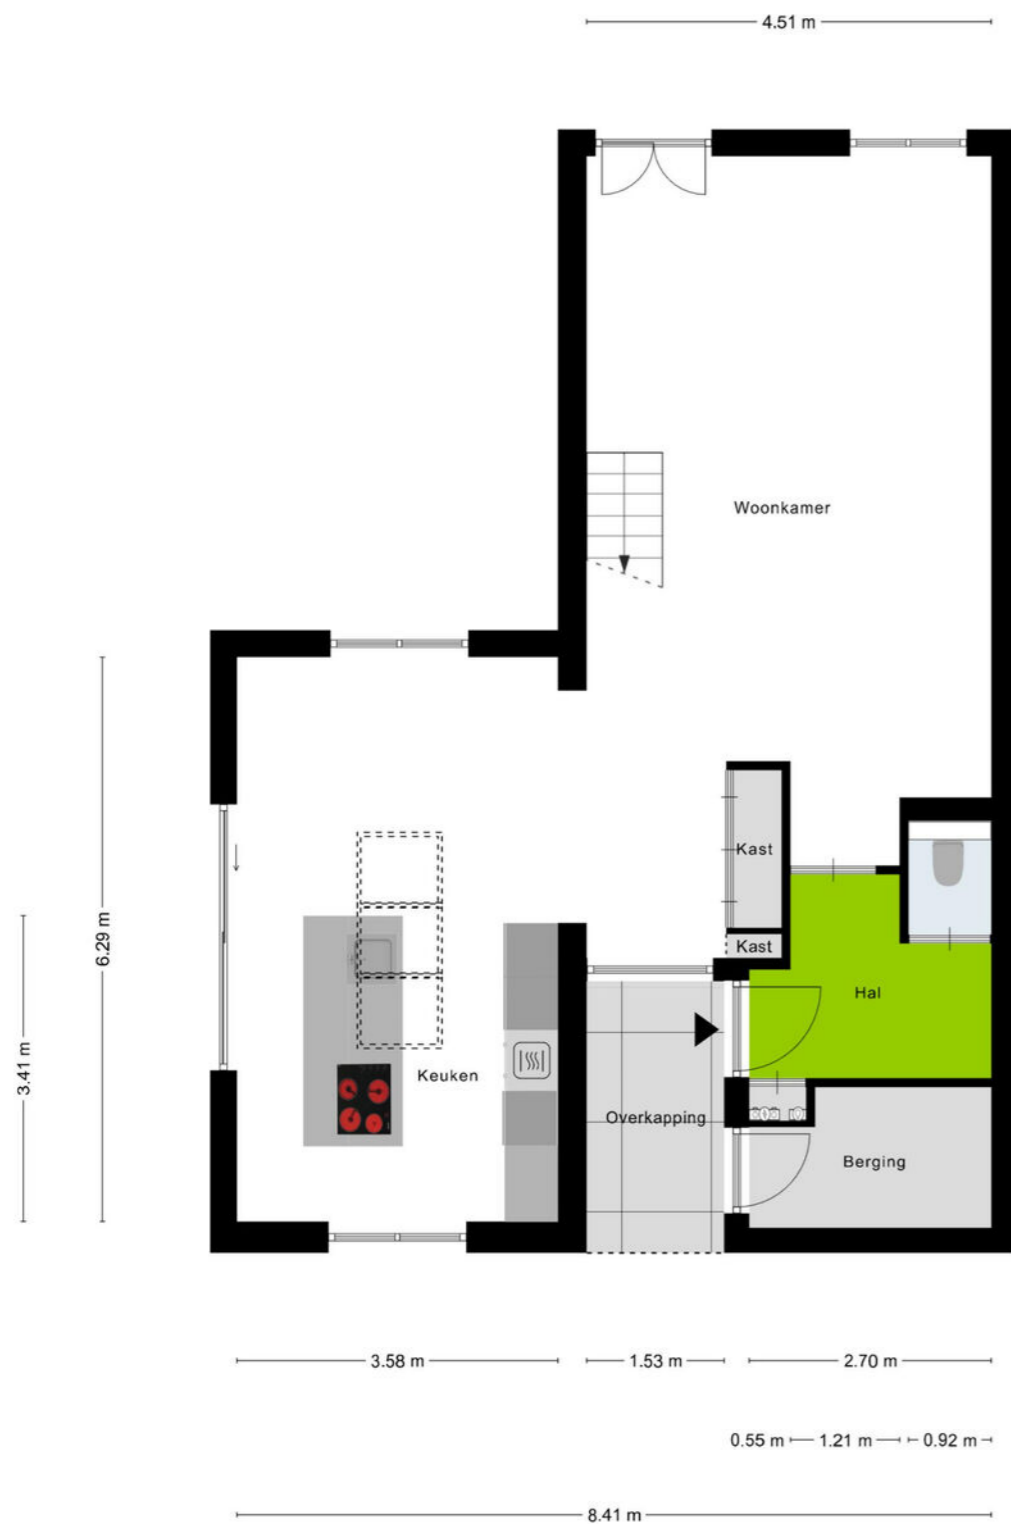 4.51 m
Woonkamer
Kast
Kast
6.29 m
Hal
3.41 m
Keuken
Overkapping
Berging
3.58 m
1.53 m
2.70 m
0.55 m
1.21 m
0.92 m
8.41 m